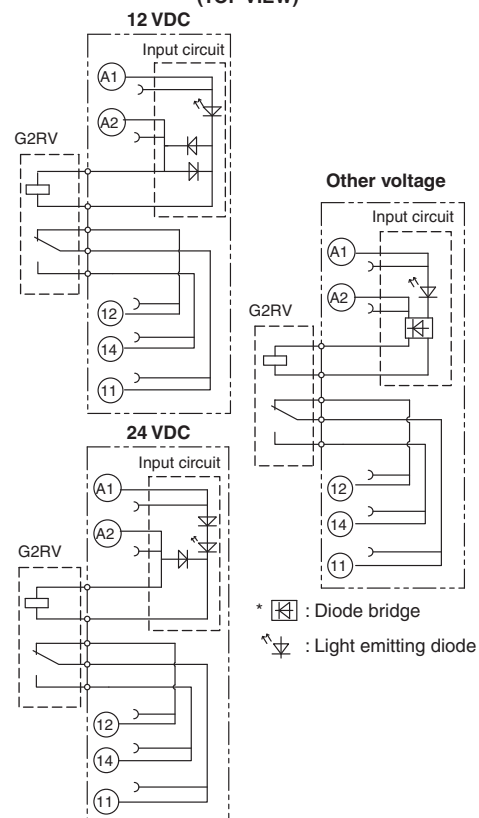 (TOP VIEW)
12 VDC
Input circuit
A1
A2
G2RV
12
14
11
24 VDC
Input circuit
A1
A2
G2RV
12
14
11
Other voltage
Input circuit
A1
A2
G2RV
12
14
11
* : Diode bridge
: Light emitting diode